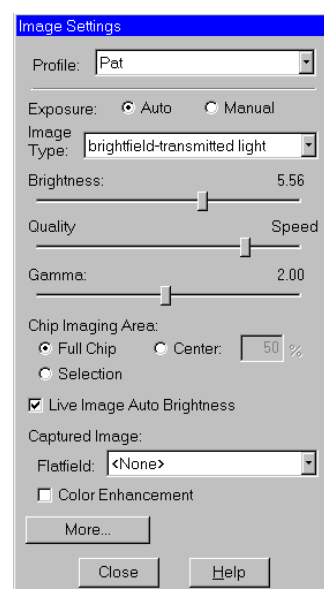 Image Settings
Profile: Pat
Exposure: Auto Manual
Image
Type: brightfield-transmitted light
Brightness: 5.56
Quality Speed
Gamma: 2.00
Chip Imaging Area:
Full Chip Center: 50 %
Selection
Live Image Auto Brightness
Captured Image:
Flatfield: <None>
Color Enhancement
More...
Close Help